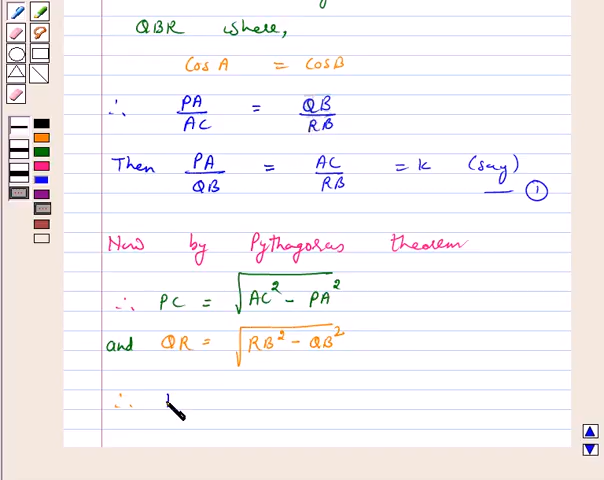 QBR where,
Cos A = Cos B
∴ PA/AC = QB/RB
Then PA/QB = AC/RB = k (say) — ①
Now by Pythagoras theorem
∴ PC = √(AC² − PA²)
and QR = √(RB² − QB²)
∴